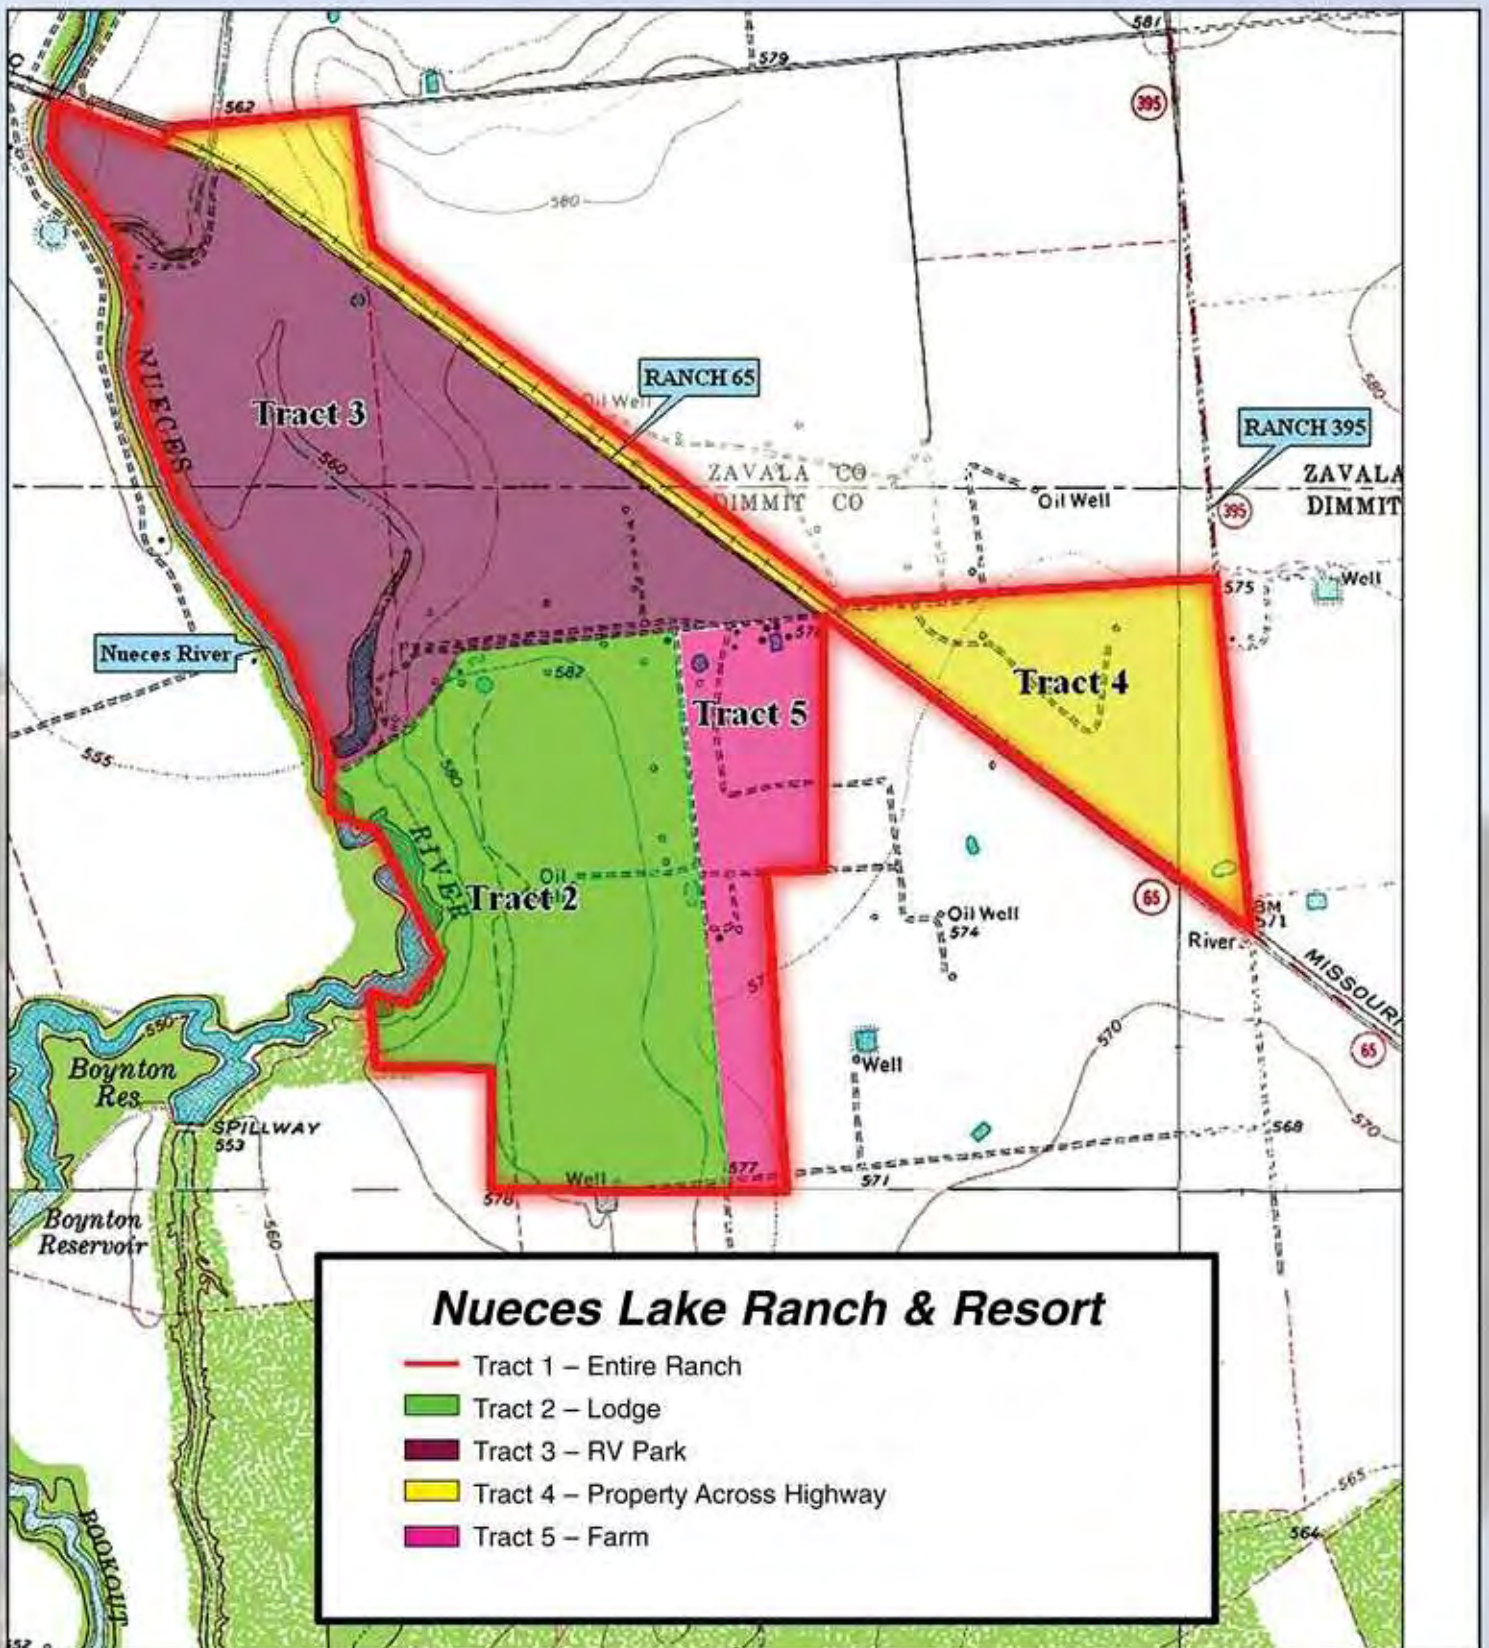 581
579
562
395
580
NUECES
Tract 3
RANCH 65
Oil Well
580
RANCH 395
560
ZAVALA CO
DIMMIT CO
Oil Well
395
ZAVALA
DIMMIT
575
Well
Nueces River
582
Tract 5
Tract 4
555
580
RIVER
Oil
Tract 2
65
BM
571
Oil Well
574
River
MISSOURI
550
570
65
Boynton
Res
Well
SPILLWAY
553
568
570
577
Well
571
578
Boynton
Reservoir
560
Nueces Lake Ranch & Resort
Tract 1 – Entire Ranch
Tract 2 – Lodge
Tract 3 – RV Park
Tract 4 – Property Across Highway
Tract 5 – Farm
565
564
BOOKOUT
552